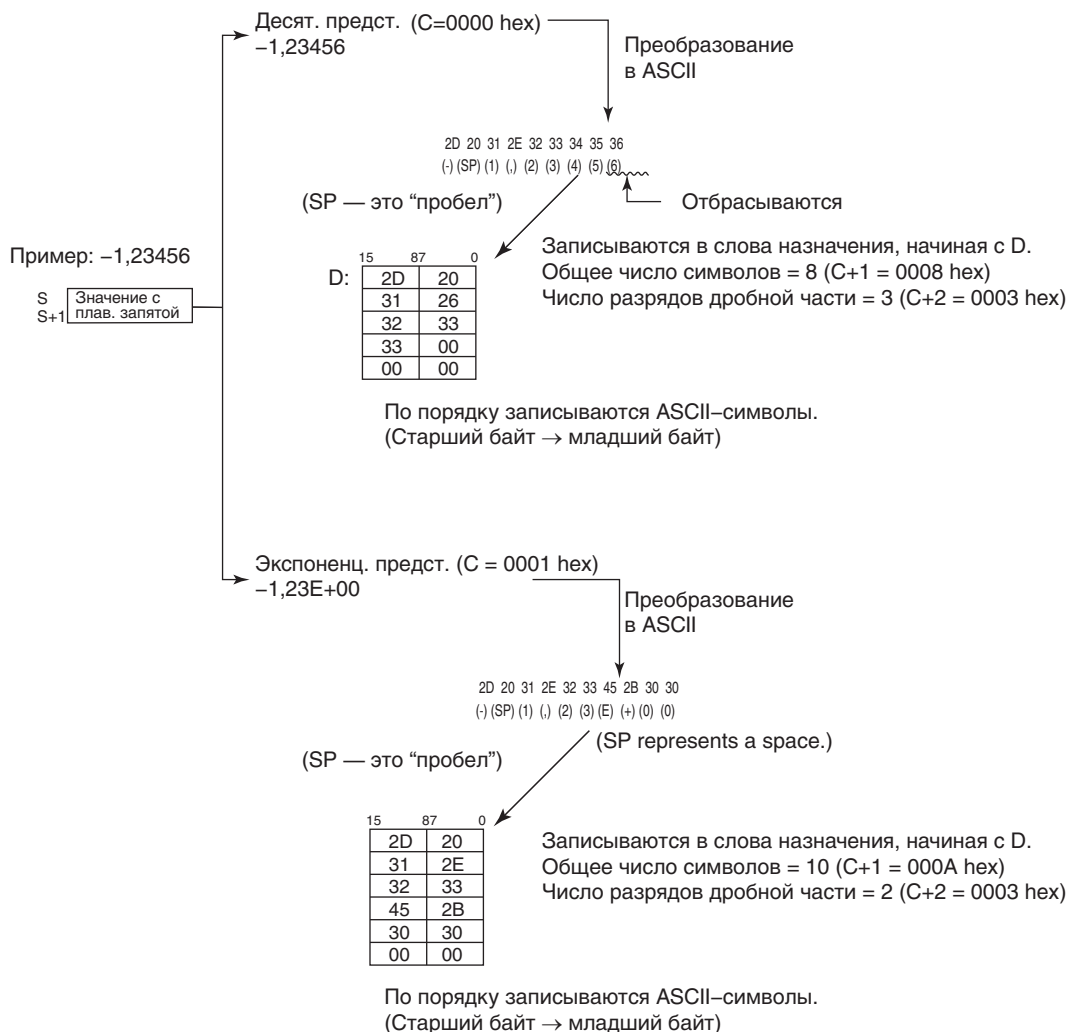 Десят. предст. (C=0000 hex)
−1,23456
Преобразование
в ASCII
2D 20 31 2E 32 33 34 35 36
(-) (SP) (1) (,) (2) (3) (4) (5) (6)
(SP — это “пробел”)
Отбрасываются
Пример: −1,23456
S
S+1
Значение с
плав. запятой
15 87 0
D:
2D 20
31 26
32 33
33 00
00 00
Записываются в слова назначения, начиная с D.
Общее число символов = 8 (C+1 = 0008 hex)
Число разрядов дробной части = 3 (C+2 = 0003 hex)
По порядку записываются ASCII−символы.
(Старший байт → младший байт)
Экспоненц. предст. (C = 0001 hex)
−1,23E+00
Преобразование
в ASCII
2D 20 31 2E 32 33 45 2B 30 30
(-) (SP) (1) (,) (2) (3) (E) (+) (0) (0)
(SP represents a space.)
(SP — это “пробел”)
15 87 0
2D 20
31 2E
32 33
45 2B
30 30
00 00
Записываются в слова назначения, начиная с D.
Общее число символов = 10 (C+1 = 000A hex)
Число разрядов дробной части = 2 (C+2 = 0003 hex)
По порядку записываются ASCII−символы.
(Старший байт → младший байт)